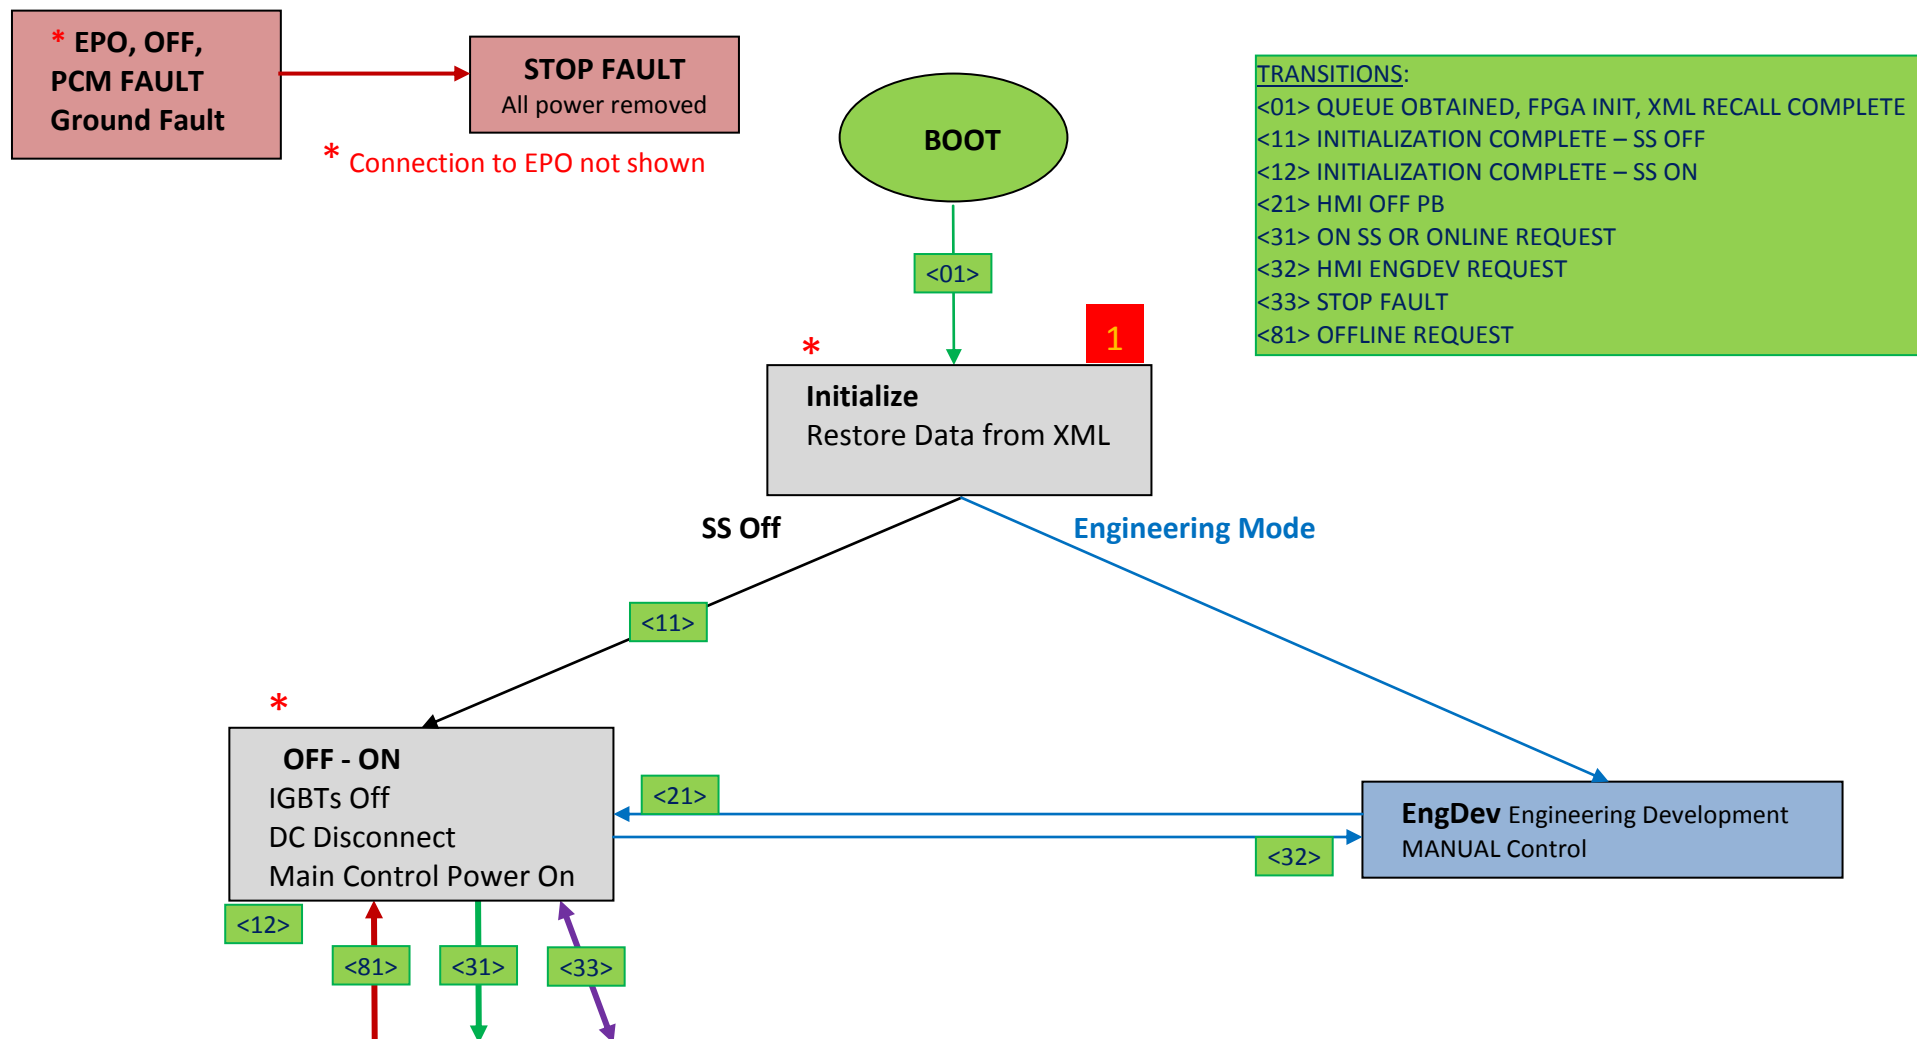 * EPO, OFF,
PCM FAULT
Ground Fault
STOP FAULT
All power removed
* Connection to EPO not shown
BOOT
TRANSITIONS:
<01> QUEUE OBTAINED, FPGA INIT, XML RECALL COMPLETE
<11> INITIALIZATION COMPLETE – SS OFF
<12> INITIALIZATION COMPLETE – SS ON
<21> HMI OFF PB
<31> ON SS OR ONLINE REQUEST
<32> HMI ENGDEV REQUEST
<33> STOP FAULT
<81> OFFLINE REQUEST
<01>
*
1
Initialize
Restore Data from XML
SS Off
Engineering Mode
<11>
*
OFF - ON
IGBTs Off
DC Disconnect
Main Control Power On
<21>
<32>
EngDev Engineering Development
MANUAL Control
<12>
<81>
<31>
<33>